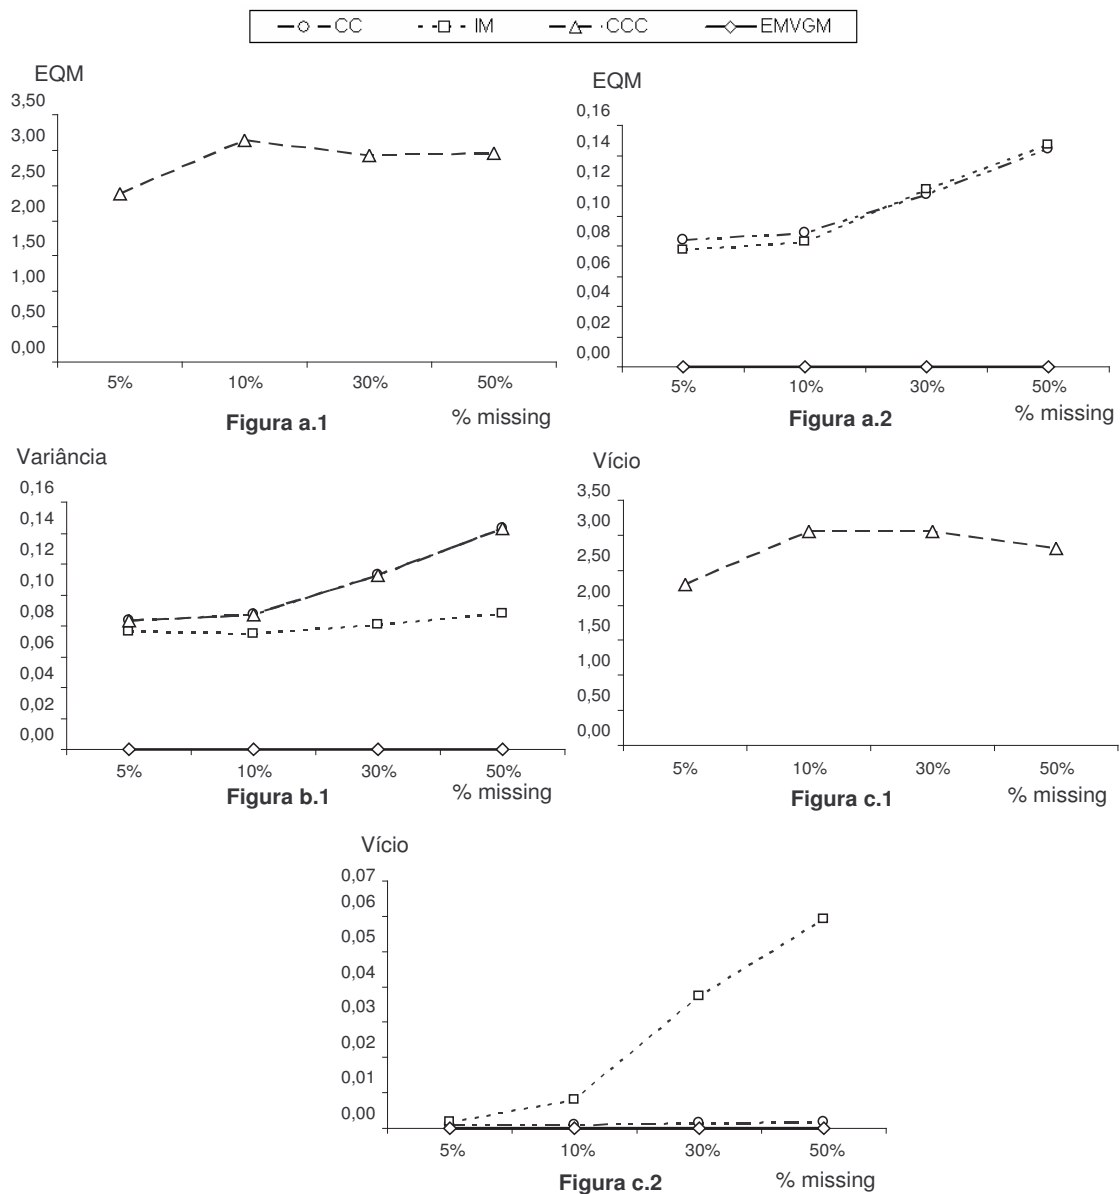 CC IM CCC EMVGM
EQM
3,50
3,00
2,50
2,00
1,50
1,00
0,50
0,00
5% 10% 30% 50%
Figura a.1 % missing
EQM
0,16
0,14
0,12
0,10
0,08
0,06
0,04
0,02
0,00
5% 10% 30% 50%
Figura a.2 % missing
Variância
0,16
0,14
0,12
0,10
0,08
0,06
0,04
0,02
0,00
5% 10% 30% 50%
Figura b.1 % missing
Vício
3,50
3,00
2,50
2,00
1,50
1,00
0,50
0,00
5% 10% 30% 50%
Figura c.1 % missing
Vício
0,07
0,06
0,05
0,04
0,03
0,02
0,01
0,00
5% 10% 30% 50%
Figura c.2 % missing